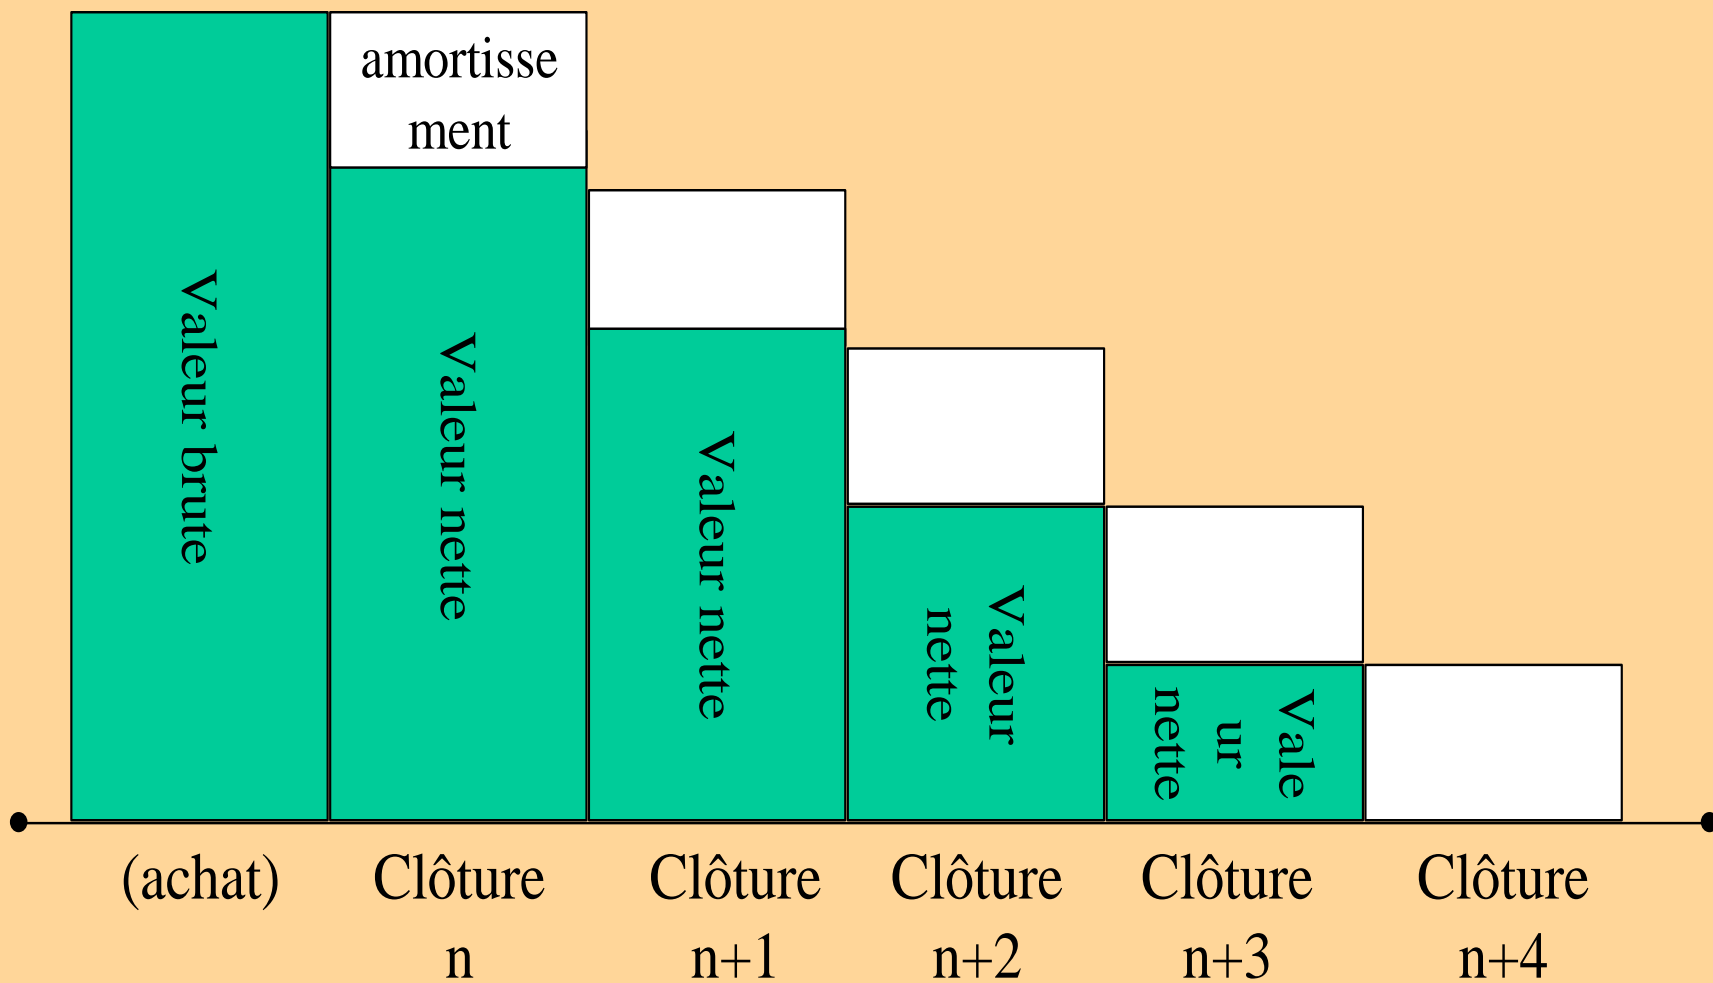 amortisse
ment
Valeur brute
Valeur nette
Valeur nette
Valeur
nette
Vale
ur
nette
(achat)
Clôture
n
Clôture
n+1
Clôture
n+2
Clôture
n+3
Clôture
n+4